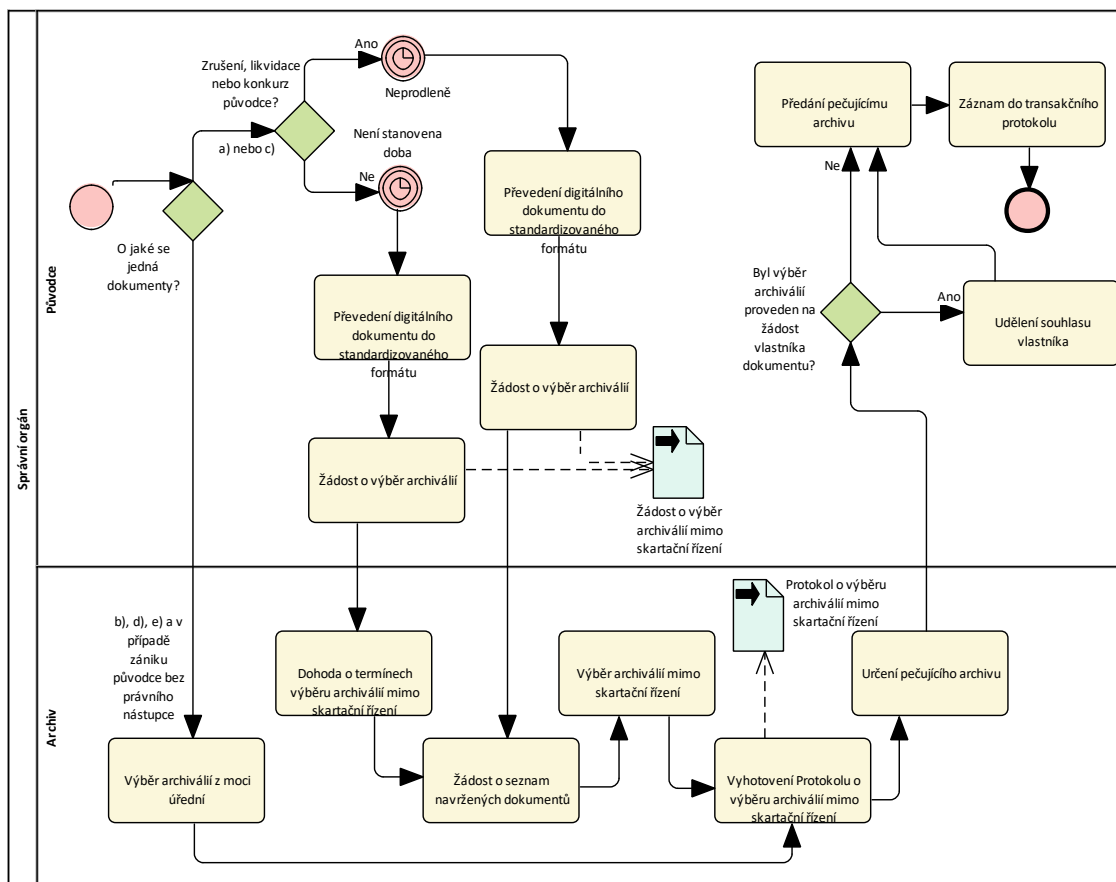 Správní orgán
Původce
Archiv
O jaké se
jedná
dokumenty?
Zrušení, likvidace
nebo konkurz
původce?
a) nebo c)
Ano
Neprodleně
Není stanovena
doba
Ne
Převedení digitálního
dokumentu do
standardizovaného
formátu
Žádost o výběr archiválií
Převedení digitálního
dokumentu do
standardizovaného
formátu
Žádost o výběr archiválií
Žádost o výběr
archiválií mimo
skartační řízení
Předání pečujícímu
archivu
Záznam do transakčního
protokolu
Ne
Byl výběr
archiválií
proveden na
žádost
vlastníka
dokumentu?
Ano
Udělení souhlasu
vlastníka
b), d), e) a v
případě
zániku
původce bez
právního
nástupce
Výběr archiválií z moci
úřední
Dohoda o termínech
výběru archiválií mimo
skartační řízení
Žádost o seznam
navržených dokumentů
Výběr archiválií mimo
skartační řízení
Protokol o výběru
archiválií mimo
skartační řízení
Vyhotovení Protokolu o
výběru archiválií mimo
skartační řízení
Určení pečujícího archivu